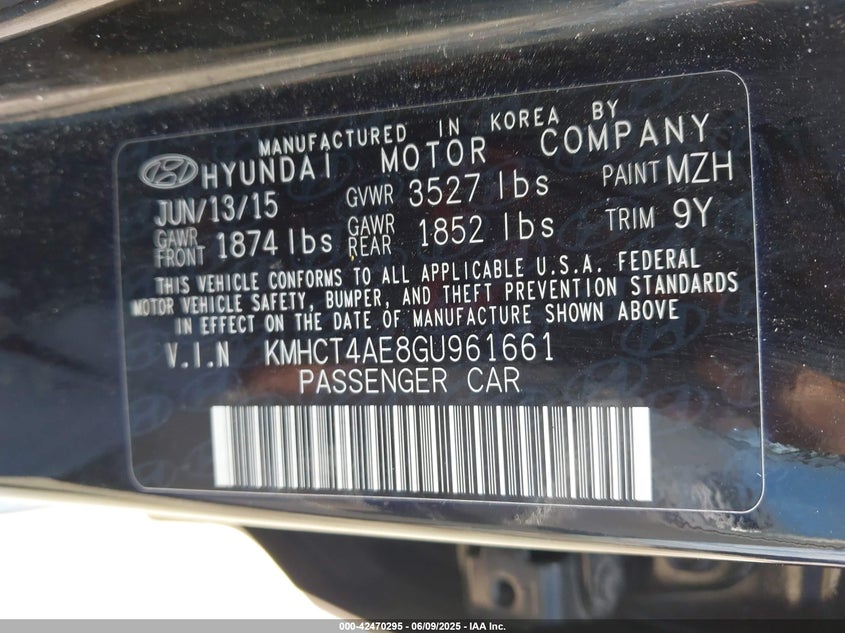 MANUFACTURED IN KOREA BY
HYUNDAI MOTOR COMPANY
JUN/13/15 GVWR 3527 lbs PAINT MZH
GAWR FRONT 1874 lbs GAWR REAR 1852 lbs TRIM 9Y
THIS VEHICLE CONFORMS TO ALL APPLICABLE U.S.A. FEDERAL
MOTOR VEHICLE SAFETY, BUMPER, AND THEFT PREVENTION STANDARDS
IN EFFECT ON THE DATE OF MANUFACTURE SHOWN ABOVE
V.I.N KMHCT4AE8GU961661
PASSENGER CAR
000-42470295 - 06/09/2025 - IAA Inc.